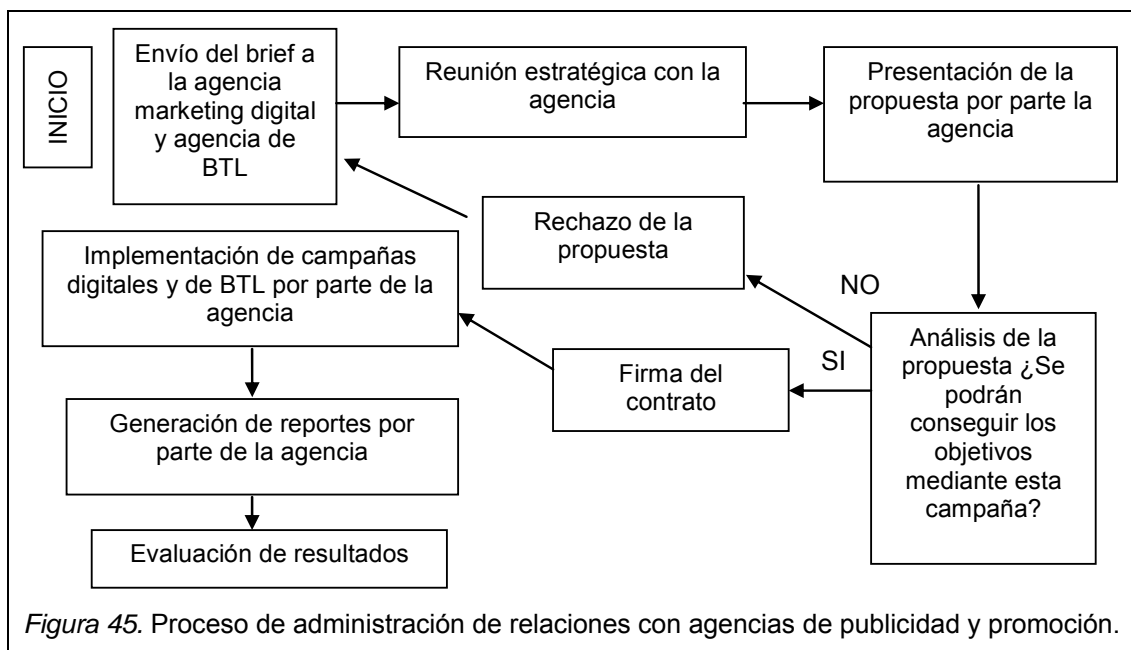 INICIO
Envío del brief a
la agencia
marketing digital
y agencia de
BTL
Reunión estratégica con la
agencia
Presentación de la
propuesta por parte la
agencia
Rechazo de la
propuesta
Implementación de campañas
digitales y de BTL por parte de la
agencia
NO
SI
Análisis de la
propuesta ¿Se
podrán
conseguir los
objetivos
mediante esta
campaña?
Firma del
contrato
Generación de reportes por
parte de la agencia
Evaluación de resultados
Figura 45. Proceso de administración de relaciones con agencias de publicidad y promoción.